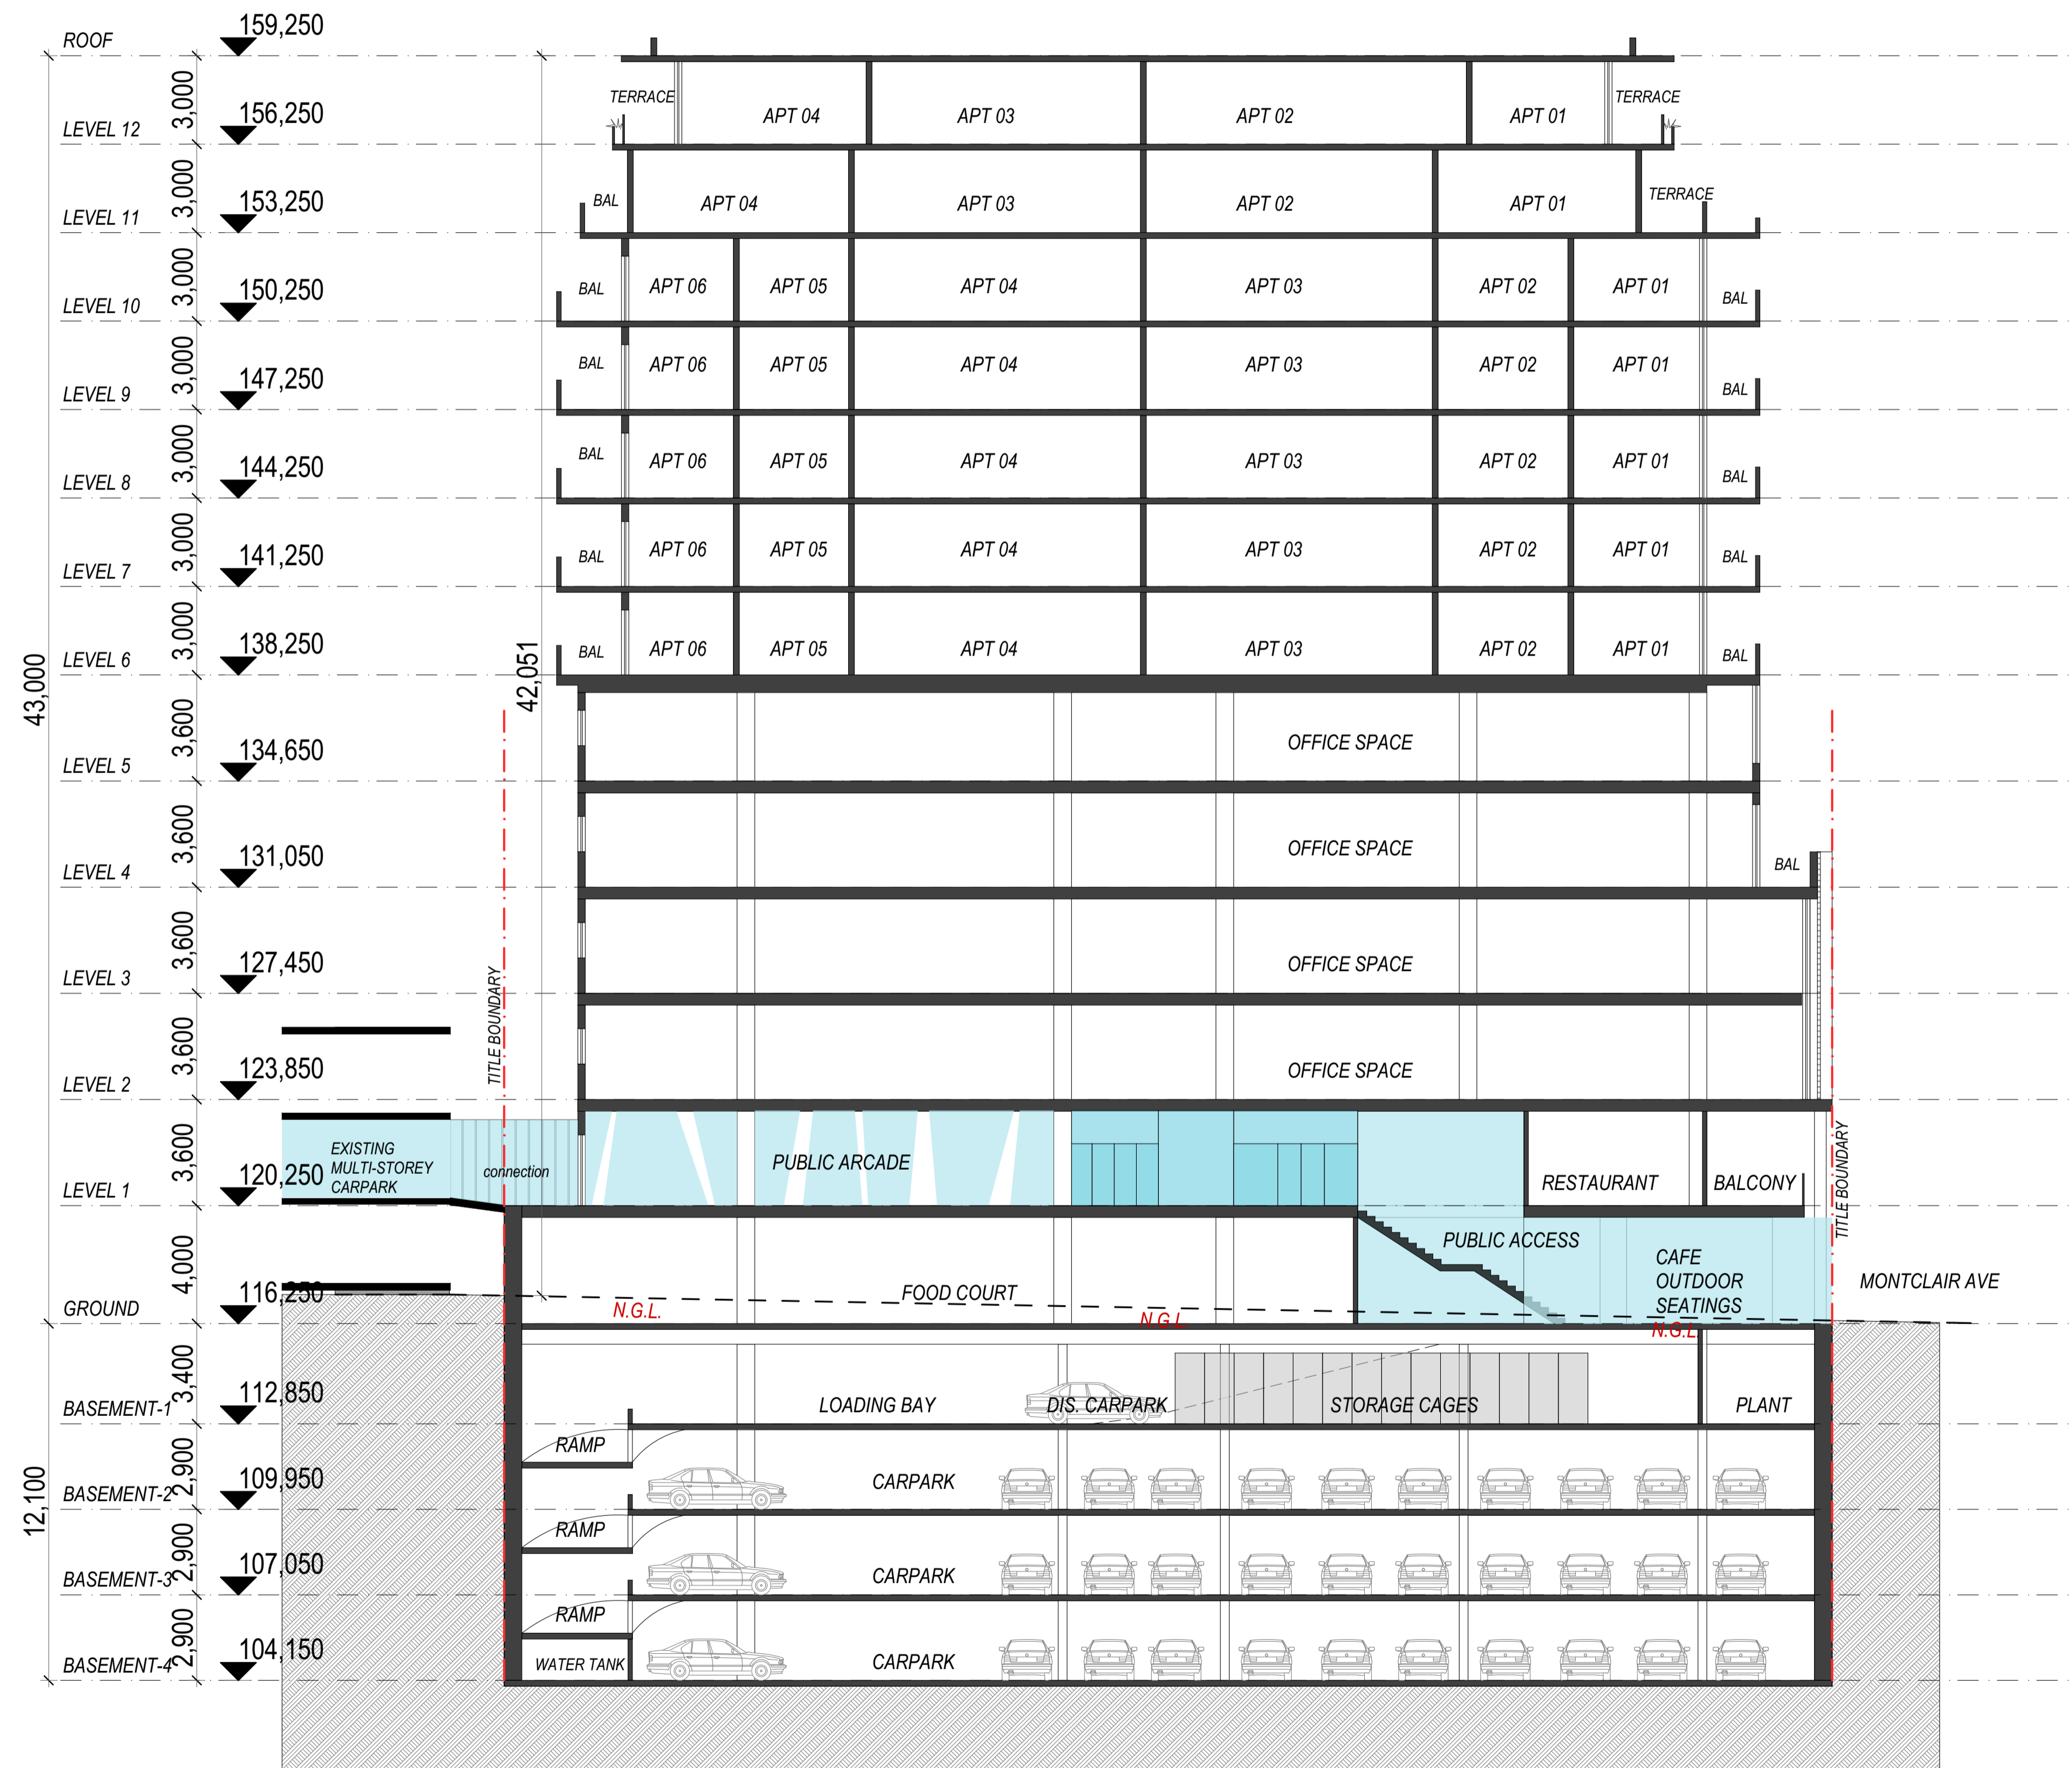 ROOF
159,250
3,000
TERRACE
APT 04
APT 03
APT 02
APT 01
TERRACE
LEVEL 12
156,250
3,000
BAL
APT 04
APT 03
APT 02
APT 01
TERRACE
LEVEL 11
153,250
3,000
BAL
APT 06
APT 05
APT 04
APT 03
APT 02
APT 01
BAL
LEVEL 10
150,250
3,000
BAL
APT 06
APT 05
APT 04
APT 03
APT 02
APT 01
BAL
LEVEL 9
147,250
3,000
BAL
APT 06
APT 05
APT 04
APT 03
APT 02
APT 01
BAL
LEVEL 8
144,250
3,000
BAL
APT 06
APT 05
APT 04
APT 03
APT 02
APT 01
BAL
LEVEL 7
141,250
3,000
BAL
APT 06
APT 05
APT 04
APT 03
APT 02
APT 01
BAL
LEVEL 6
138,250
43,000
42,051
3,600
OFFICE SPACE
LEVEL 5
134,650
3,600
OFFICE SPACE
BAL
LEVEL 4
131,050
3,600
OFFICE SPACE
LEVEL 3
127,450
TITLE BOUNDARY
3,600
OFFICE SPACE
LEVEL 2
123,850
3,600
EXISTING
MULTI-STOREY
CARPARK
connection
PUBLIC ARCADE
RESTAURANT
BALCONY
TITLE BOUNDARY
LEVEL 1
120,250
4,000
PUBLIC ACCESS
CAFE
OUTDOOR
SEATINGS
MONTCLAIR AVE
FOOD COURT
GROUND
116,250
N.G.L.
N.G.L
N.G.L.
3,400
LOADING BAY
DIS. CARPARK
STORAGE CAGES
PLANT
BASEMENT-1
112,850
2,900
RAMP
CARPARK
BASEMENT-2
109,950
12,100
2,900
RAMP
CARPARK
BASEMENT-3
107,050
2,900
RAMP
WATER TANK
CARPARK
BASEMENT-4
104,150